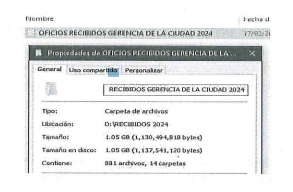 Nombre Fecha d
OFICIOS RECIBIDOS GERENCIA DE LA CIUDAD 2024 17/02/2
Propiedades de OFICIOS RECIBIDOS GERENCIA DE LA ...
General Uso compartido Personalizar
RECIBIDOS GERENCIA DE LA CIUDAD 2024
Tipo: Carpeta de archivos
Ubicación: D:\RECIBIDOS 2024
Tamaño: 1.05 GB (1,130,494,818 bytes)
Tamaño en disco: 1.05 GB (1,137,541,120 bytes)
Contiene: 881 archivos, 14 carpetas